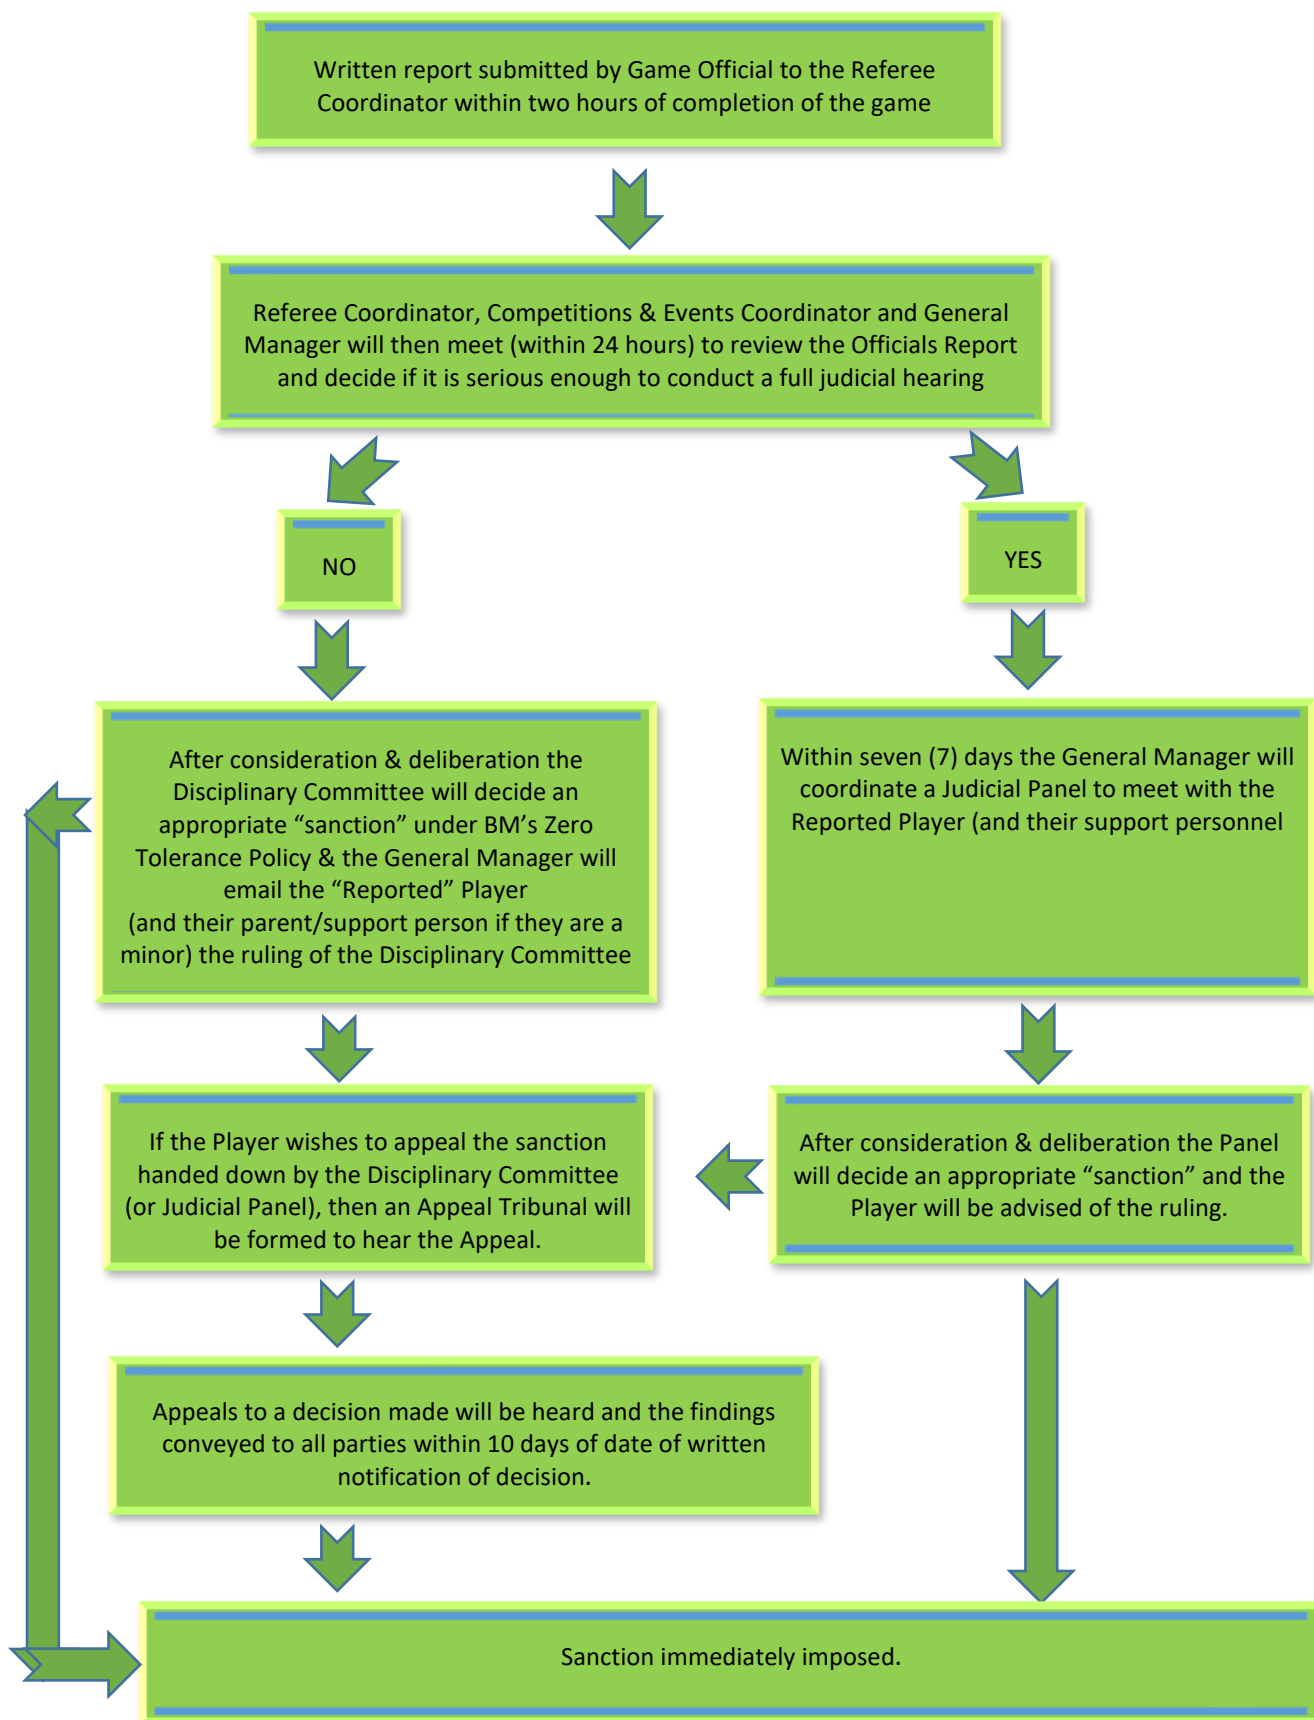 Written report submitted by Game Official to the Referee
Coordinator within two hours of completion of the game
Referee Coordinator, Competitions & Events Coordinator and General
Manager will then meet (within 24 hours) to review the Officials Report
and decide if it is serious enough to conduct a full judicial hearing
NO
YES
After consideration & deliberation the
Disciplinary Committee will decide an
appropriate “sanction” under BM’s Zero
Tolerance Policy & the General Manager will
email the “Reported” Player
(and their parent/support person if they are a
minor) the ruling of the Disciplinary Committee
Within seven (7) days the General Manager will
coordinate a Judicial Panel to meet with the
Reported Player (and their support personnel
If the Player wishes to appeal the sanction
handed down by the Disciplinary Committee
(or Judicial Panel), then an Appeal Tribunal will
be formed to hear the Appeal.
After consideration & deliberation the Panel
will decide an appropriate “sanction” and the
Player will be advised of the ruling.
Appeals to a decision made will be heard and the findings
conveyed to all parties within 10 days of date of written
notification of decision.
Sanction immediately imposed.